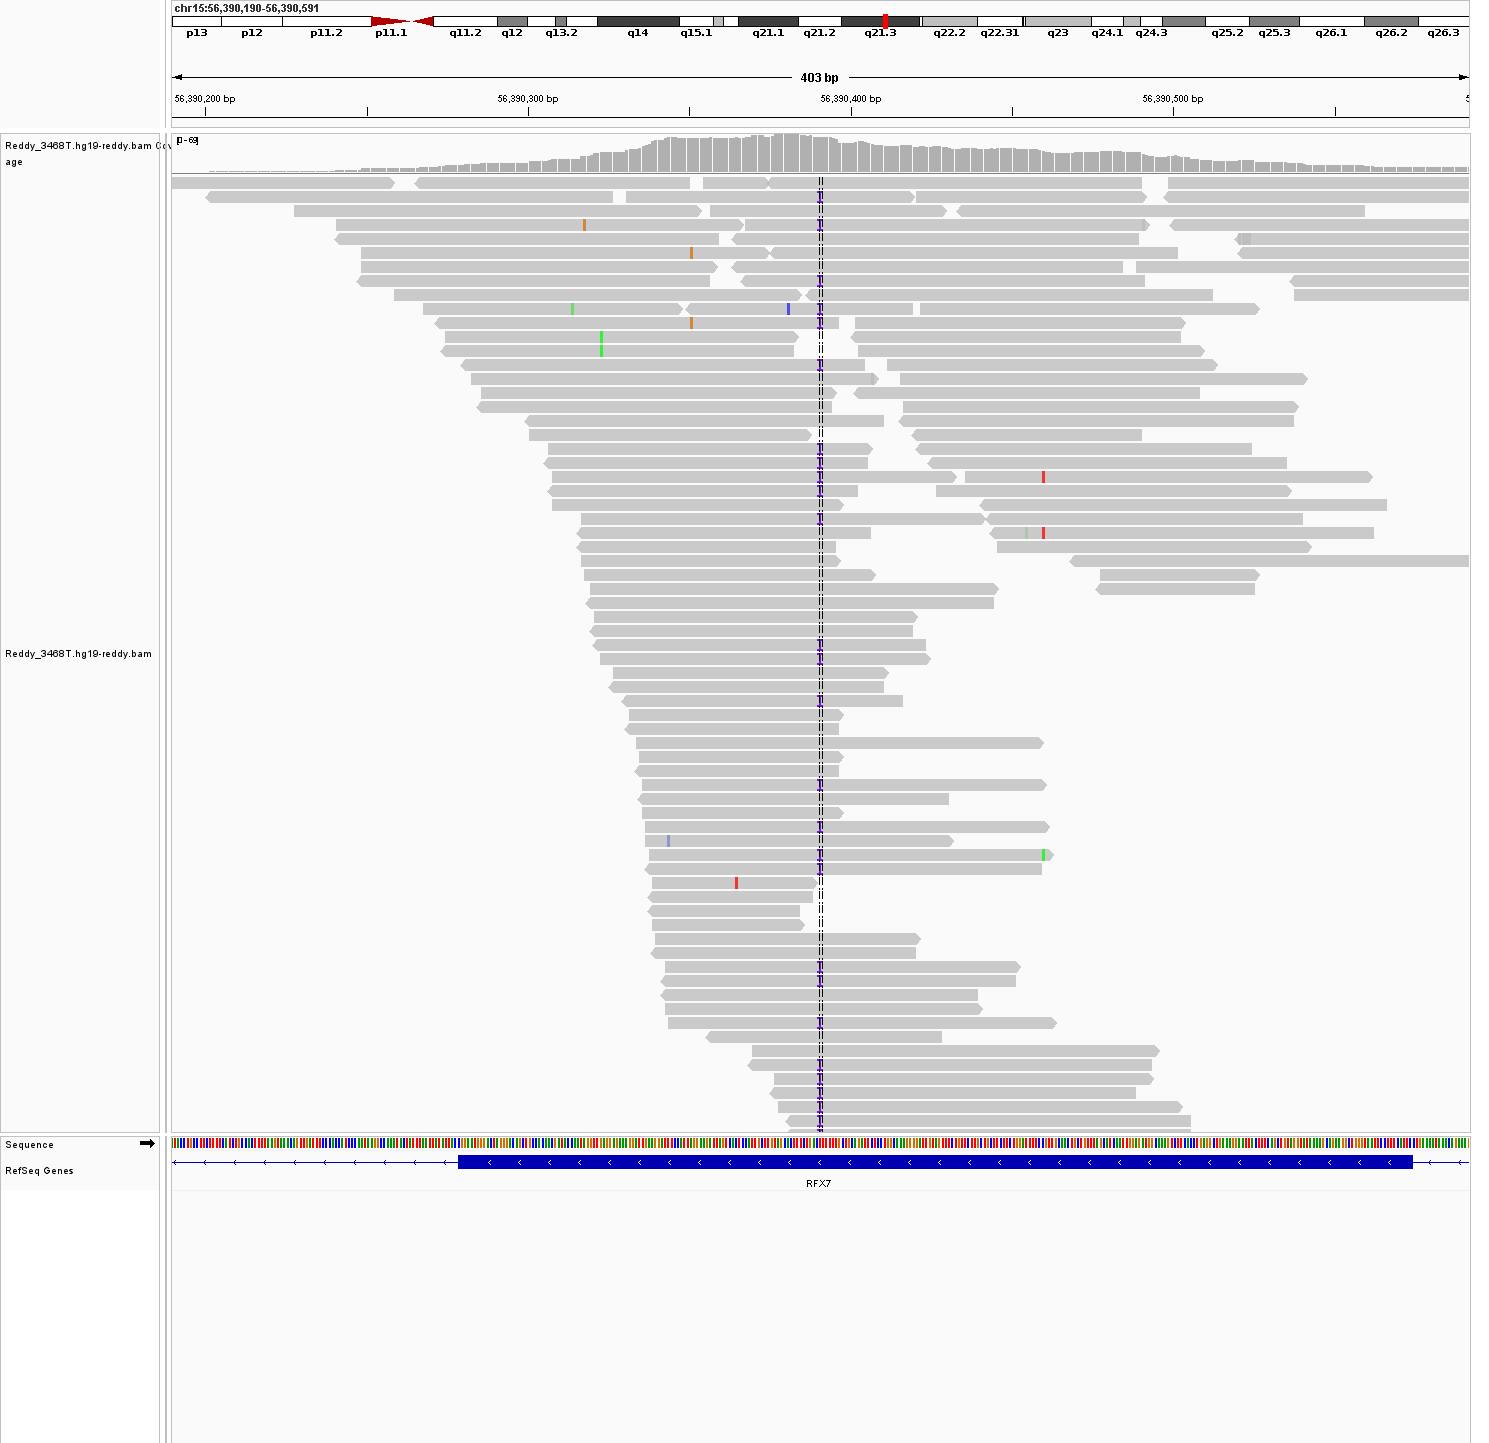 chr15:56,390,190-56,390,591
p13 p12 p11.2 p11.1 q11.2 q12 q13.2 q14 q15.1 q21.1 q21.2 q21.3 q22.2 q22.31 q23 q24.1 q24.3 q25.2 q25.3 q26.1 q26.2 q26.3
403 bp
56,390,200 bp 56,390,300 bp 56,390,400 bp 56,390,500 bp 5
Reddy_3468T.hg19-reddy.bam Cov
age
[0-69]
Reddy_3468T.hg19-reddy.bam
Sequence
RefSeq Genes
RFX7